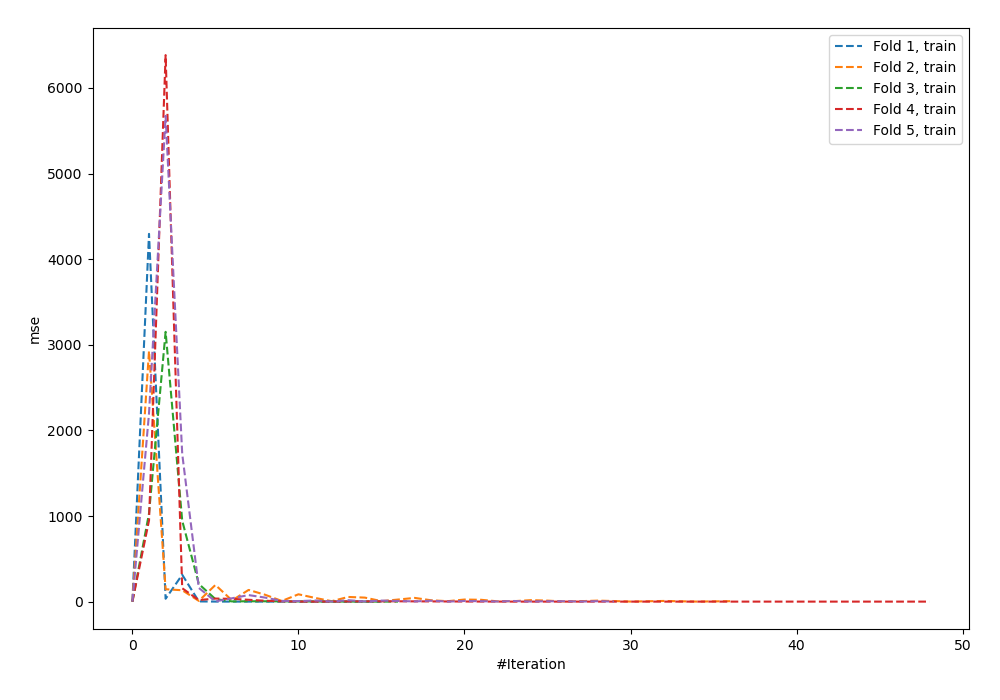 Fold 1, train
Fold 2, train
Fold 3, train
Fold 4, train
Fold 5, train
6000
5000
4000
3000
2000
1000
0
mse
0 10 20 30 40 50
#Iteration